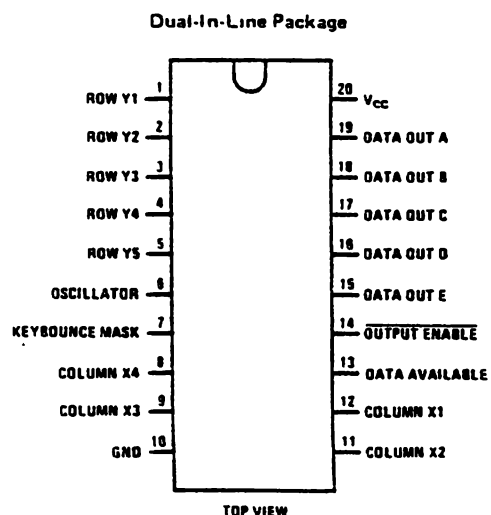 Dual-In-Line Package
ROW Y1 1
ROW Y2 2
ROW Y3 3
ROW Y4 4
ROW Y5 5
OSCILLATOR 6
KEYBOUNCE MASK 7
COLUMN X4 8
COLUMN X3 9
GND 10
20 VCC
19 DATA OUT A
18 DATA OUT B
17 DATA OUT C
16 DATA OUT D
15 DATA OUT E
14 OUTPUT ENABLE
13 DATA AVAILABLE
12 COLUMN X1
11 COLUMN X2
TOP VIEW